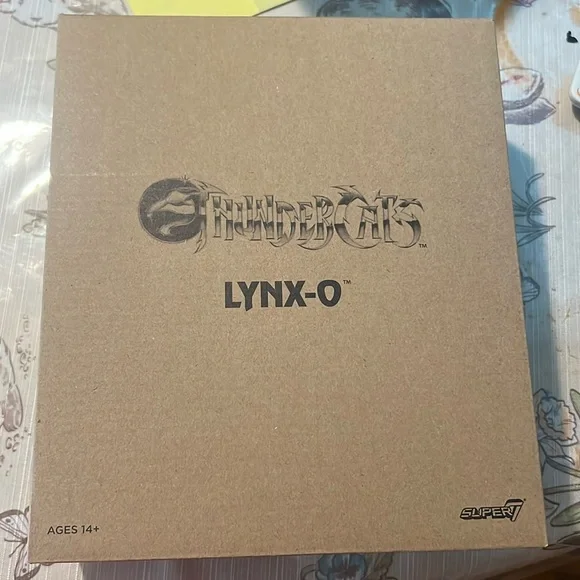 THUNDERCATS™
LYNX-O™
AGES 14+
SUPER7